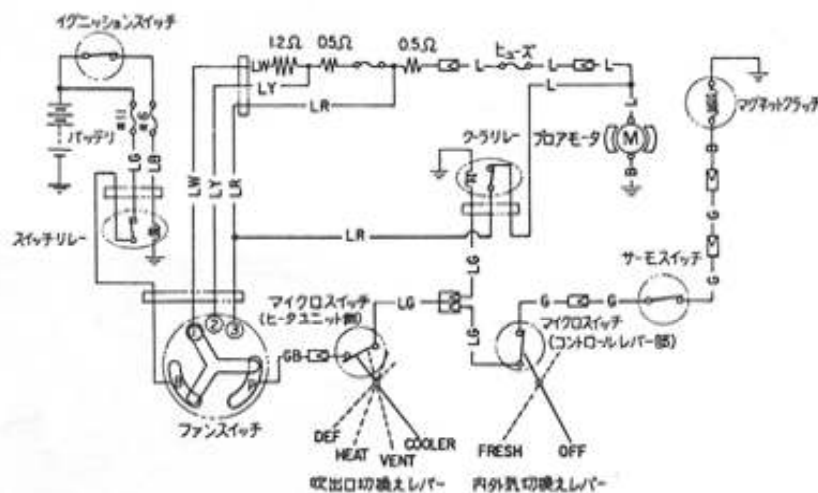 イグニッションスイッチ
1.2Ω
0.5Ω
0.5Ω
ヒューズ
LW
LY
LR
L
L
L
L
L
#11
#6
バッテリ
LG
LB
LW
LY
LR
クーラリレー
ブロアモータ
M
B
マグネットクラッチ
B
G
G
スイッチリレー
LR
LG
サーモスイッチ
マイクロスイッチ
(ヒータユニット側)
LG
LG
G
G
マイクロスイッチ
(コントロールレバー部)
1
2
3
B
GB
ファンスイッチ
DEF
HEAT
VENT
COOLER
FRESH
OFF
吹出口切換えレバー
内外気切換えレバー